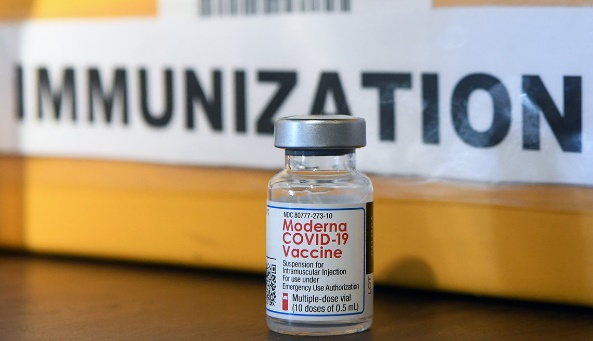 IMMUNIZATION
NDC 80777-273-10
Moderna
COVID-19
Vaccine
Suspension for
Intramuscular Injection
For use under
Emergency Use Authorization
Multiple-dose vial
(10 doses of 0.5 mL)
LOT